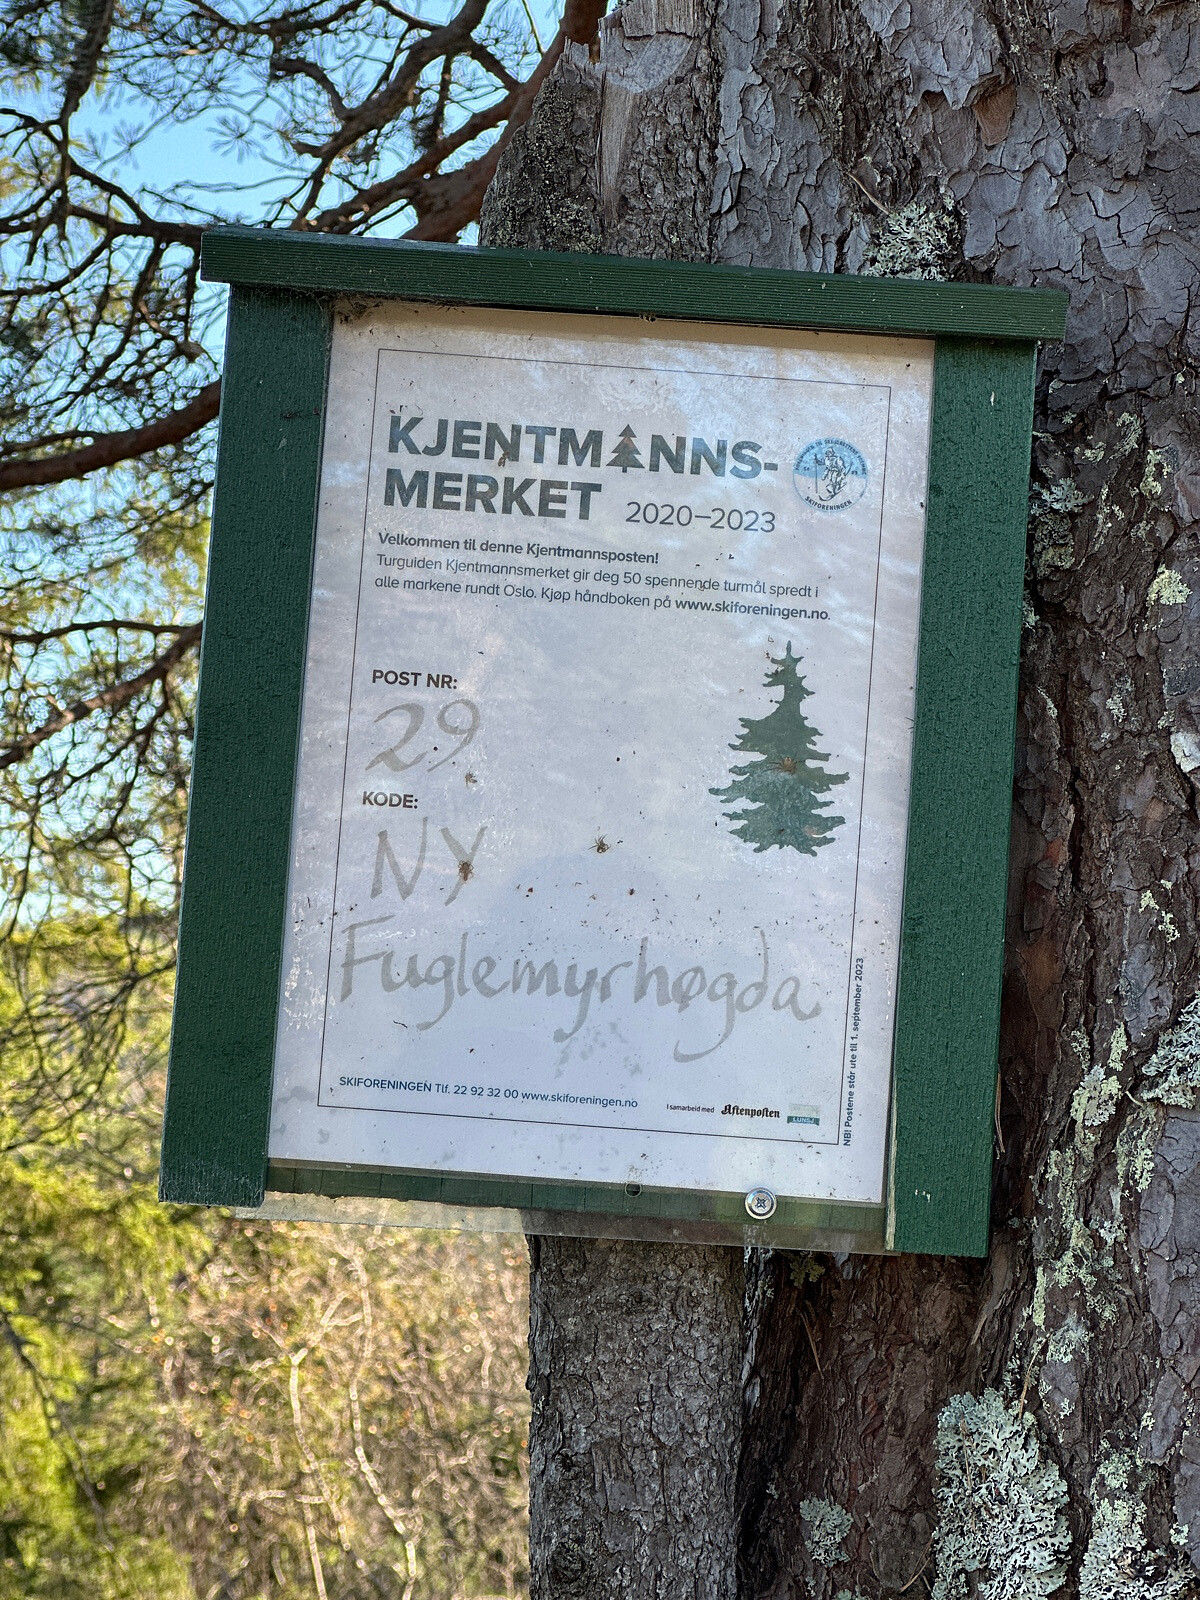 KJENTMANNS-
MERKET 2020–2023
SKIFORENINGEN
Velkommen til denne Kjentmannsposten!
Turguiden Kjentmannsmerket gir deg 50 spennende turmål spredt i
alle markene rundt Oslo. Kjøp håndboken på www.skiforeningen.no.
POST NR:
29
KODE:
NY
Fuglemyrhøgda
SKIFORENINGEN Tlf. 22 92 32 00 www.skiforeningen.no
I samarbeid med Aftenposten
NB! Postene står ute til 1. september 2023